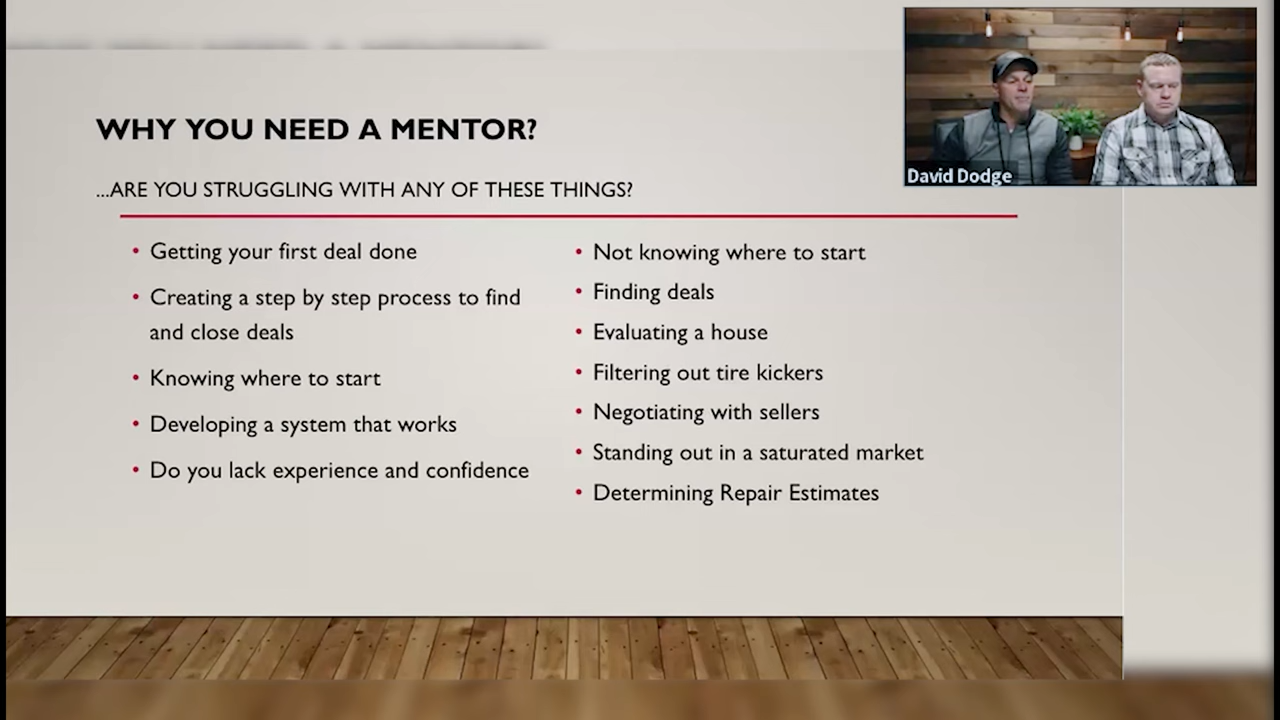 WHY YOU NEED A MENTOR?
...ARE YOU STRUGGLING WITH ANY OF THESE THINGS?
• Getting your first deal done
• Creating a step by step process to find
and close deals
• Knowing where to start
• Developing a system that works
• Do you lack experience and confidence
• Not knowing where to start
• Finding deals
• Evaluating a house
• Filtering out tire kickers
• Negotiating with sellers
• Standing out in a saturated market
• Determining Repair Estimates
David Dodge